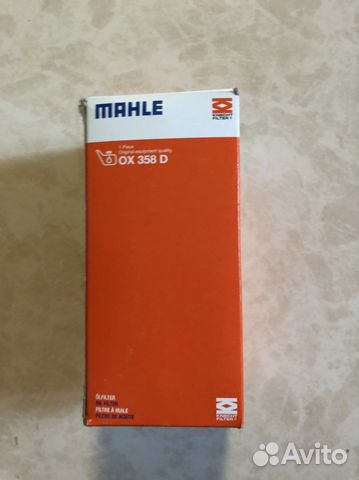 MAHLE
KNECHT
FILTER
1 Piece
Original equipment quality
OX 358 D
ÖLFILTER
OIL FILTER
FILTRE À HUILE
FILTRO DE ACEITE
KNECHT
FILTER
Avito